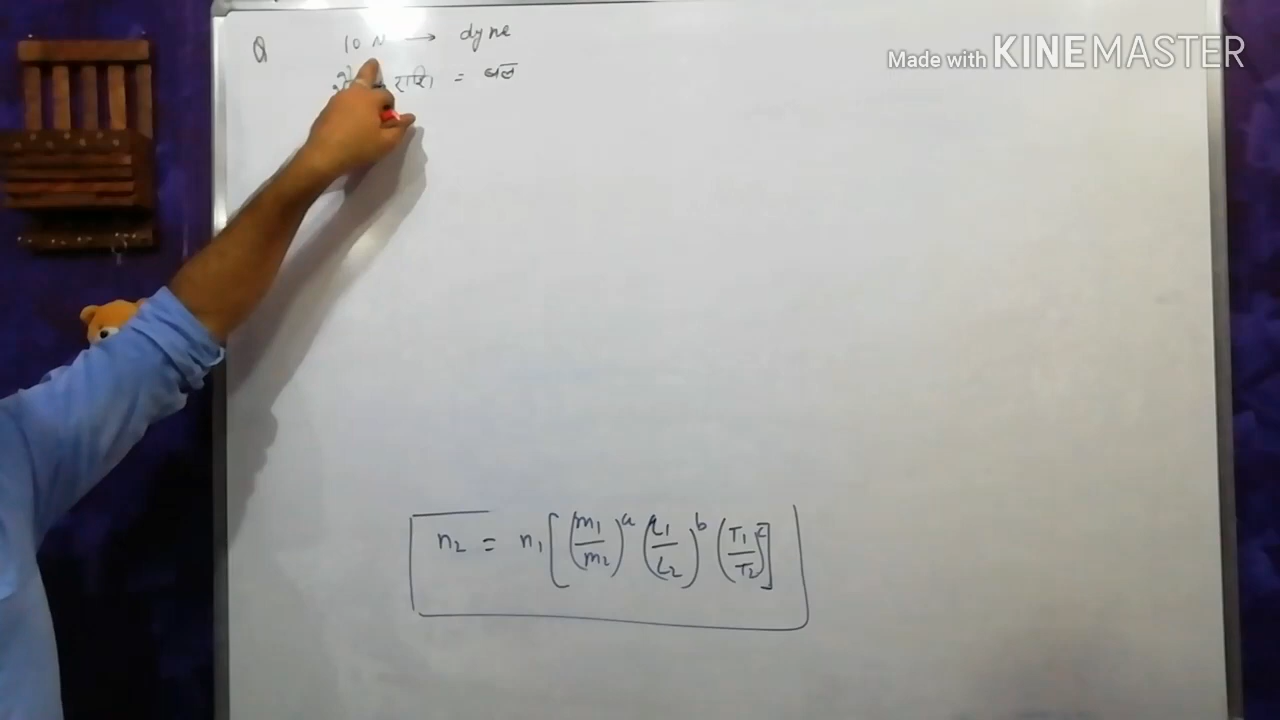 Q 10 N → dyne
राशि = बल
Made with KINEMASTER
n₂ = n₁ [ (m₁/m₂)ᵃ (L₁/L₂)ᵇ (T₁/T₂)ᶜ ]